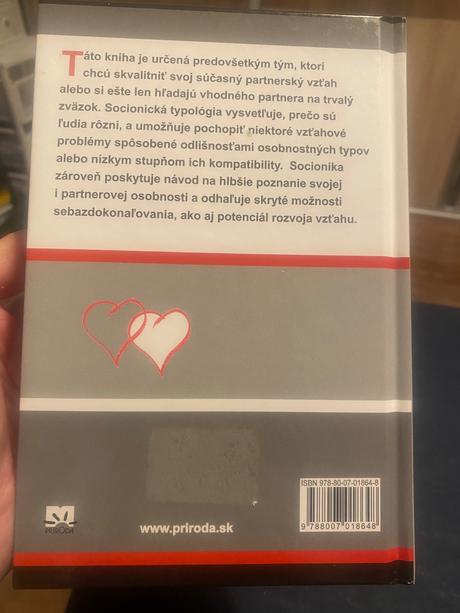 Táto kniha je určená predovšetkým tým, ktorí
chcú skvalitniť svoj súčasný partnerský vzťah
alebo si ešte len hľadajú vhodného partnera na trvalý
zväzok. Socionická typológia vysvetľuje, prečo sú
ľudia rôzni, a umožňuje pochopiť niektoré vzťahové
problémy spôsobené odlišnosťami osobnostných typov
alebo nízkym stupňom ich kompatibility. Socionika
zároveň poskytuje návod na hlbšie poznanie svojej
i partnerovej osobnosti a odhaľuje skryté možnosti
sebazdokonaľovania, ako aj potenciál rozvoja vzťahu.
ISBN 978-80-07-01864-8
9 788007 018648
PRÍRODA
www.priroda.sk